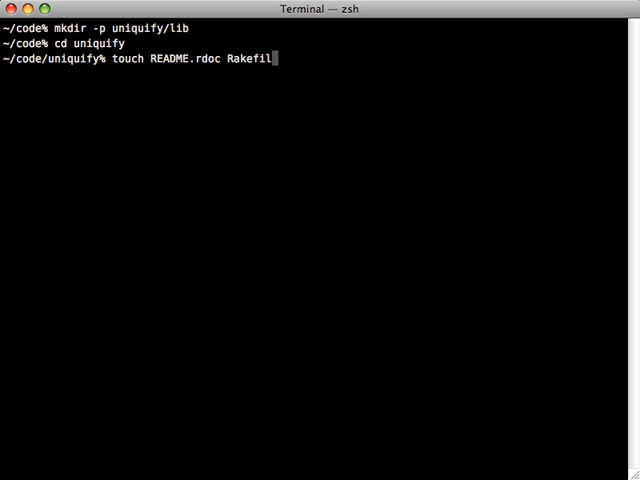 Terminal — zsh
~/code% mkdir -p uniquify/lib
~/code% cd uniquify
~/code/uniquify% touch README.rdoc Rakefil